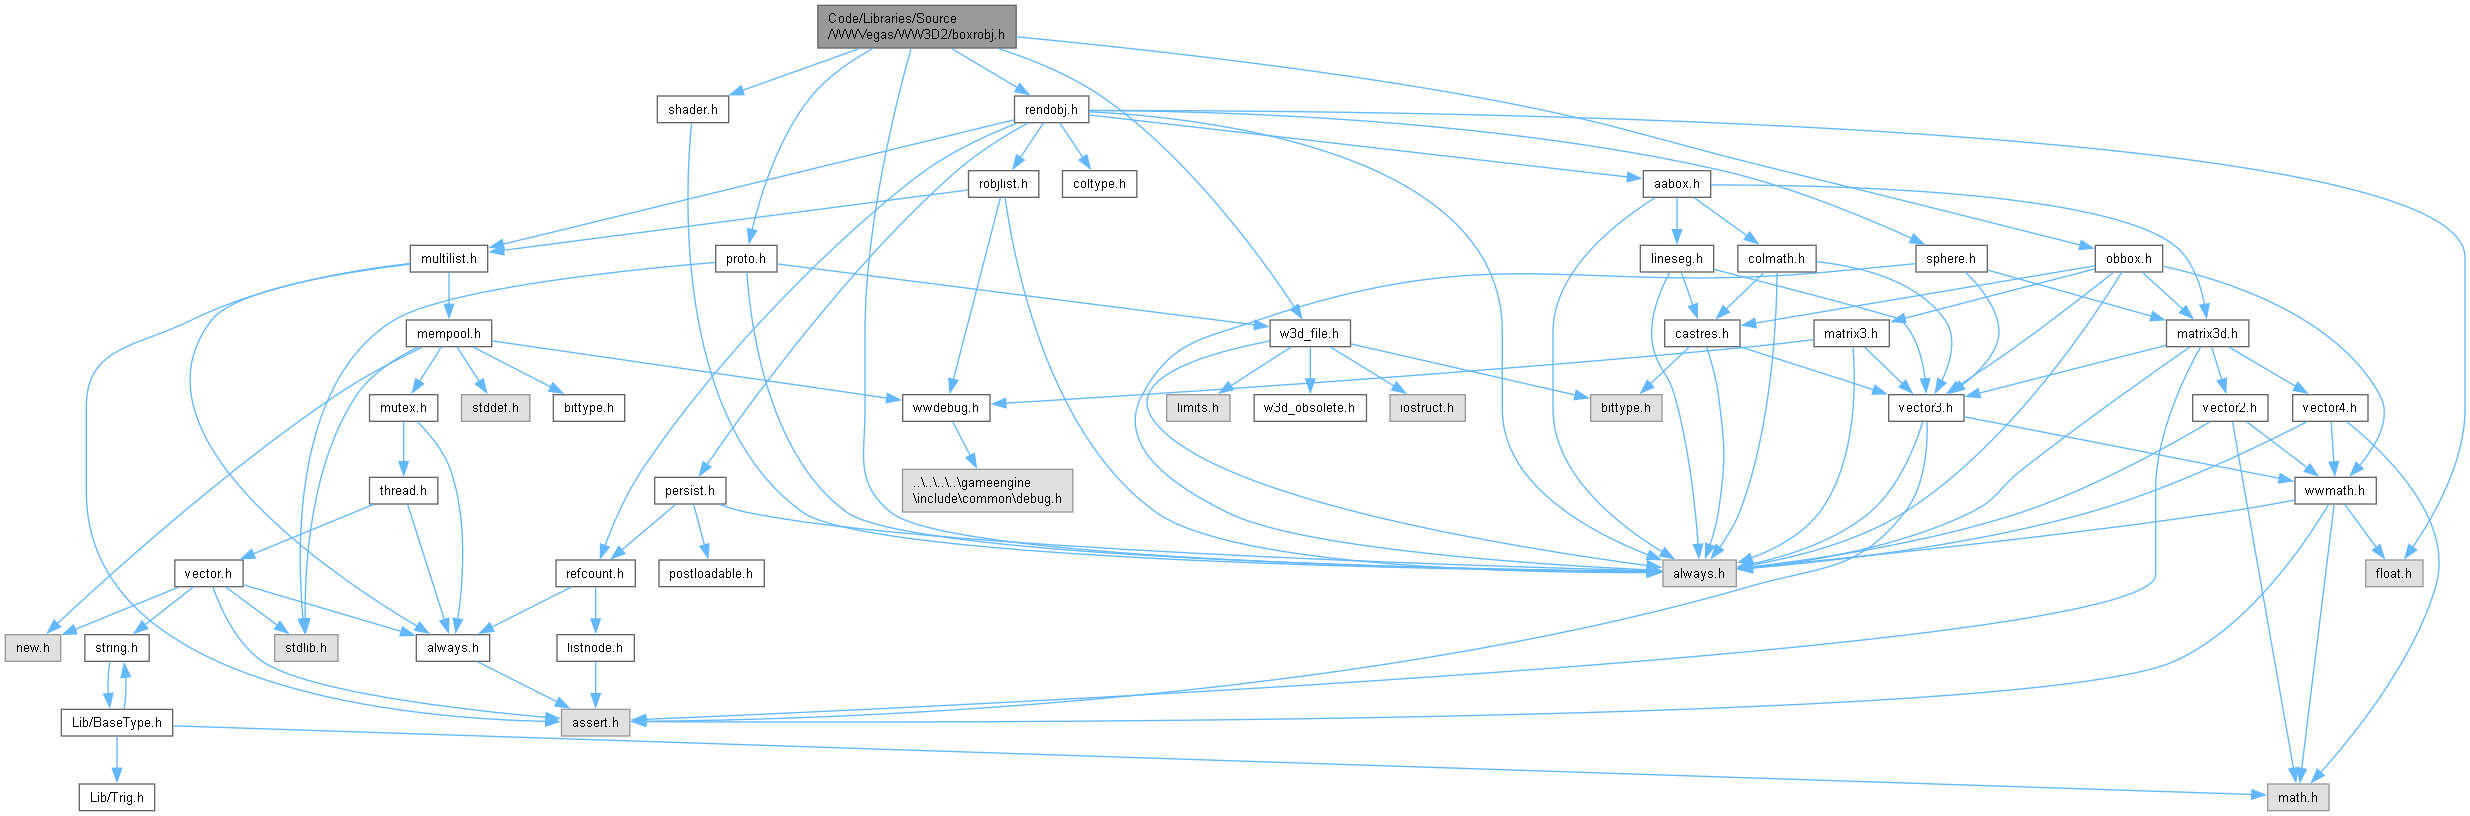 Code/Libraries/Source
/WWVegas/WW3D2/boxrobj.h
shader.h
rendobj.h
robjlist.h
coltype.h
aabox.h
multilist.h
proto.h
lineseg.h
colmath.h
sphere.h
obbox.h
mempool.h
w3d_file.h
castres.h
matrix3.h
matrix3d.h
mutex.h
stddef.h
bittype.h
wwdebug.h
limits.h
w3d_obsolete.h
iostruct.h
bittype.h
vector3.h
vector2.h
vector4.h
thread.h
persist.h
..\..\..\..\gameengine
\include\common\debug.h
wwmath.h
vector.h
refcount.h
postloadable.h
always.h
float.h
new.h
string.h
stdlib.h
always.h
listnode.h
Lib/BaseType.h
assert.h
Lib/Trig.h
math.h